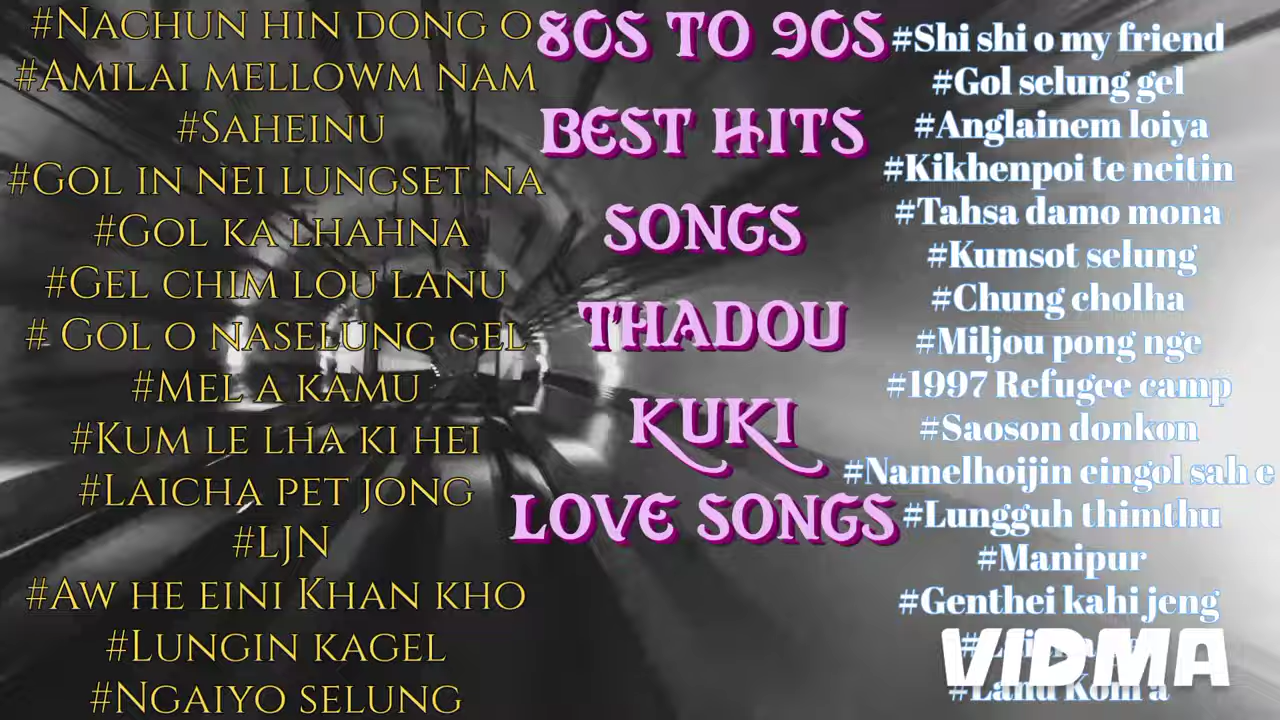 #Nachun hin dong o
#Amilai mellowm nam
#Saheinu
#Gol in nei lungset na
#Gol ka lhahna
#Gel chim lou lanu
# Gol o naselung gel
#Mel a kamu
#Kum le lha ki hei
#Laicha pet jong
#LJN
#Aw he eini Khan kho
#Lungin kagel
#Ngaiyo selung
80s TO 90s
BEST HITS
SONGS
THADOU
KUKI
LOVE SONGS
#Shi shi o my friend
#Gol selung gel
#Anglainem loiya
#Kikhenpoi te neitin
#Tahsa damo mona
#Kumsot selung
#Chung cholha
#Miljou pong nge
#1997 Refugee camp
#Saoson donkon
#Namelhoijin eingol sah e
#Lungguh thimthu
#Manipur
#Genthei kahi jeng
#Lanu Kom a
VIDMA